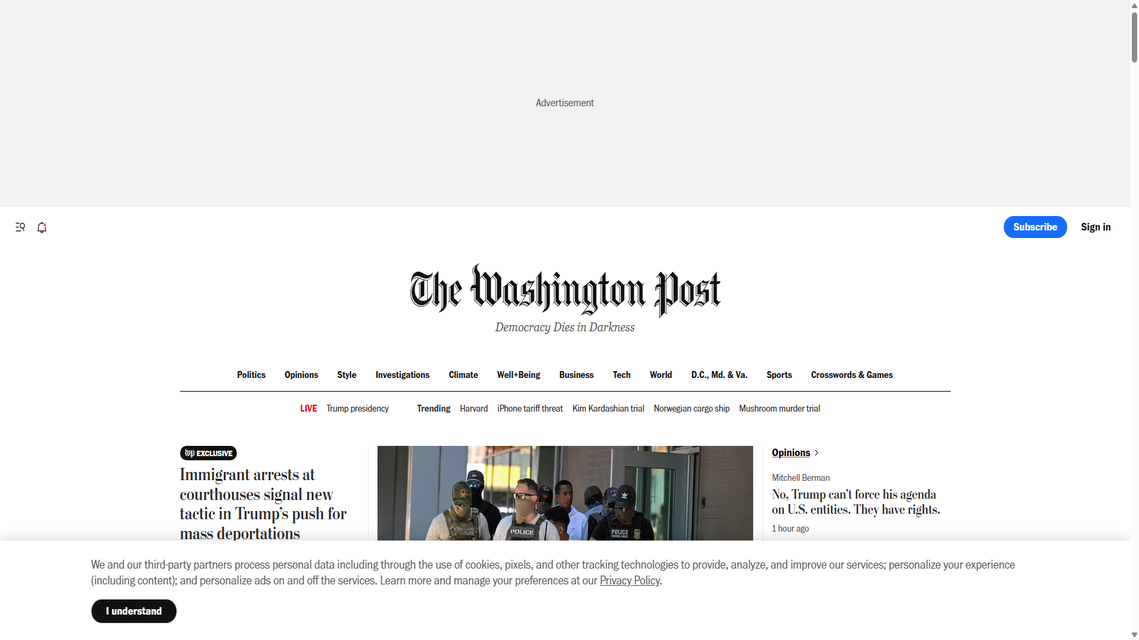 Advertisement
Subscribe
Sign in
The Washington Post
Democracy Dies in Darkness
Politics Opinions Style Investigations Climate Well+Being Business Tech World D.C., Md. & Va. Sports Crosswords & Games
LIVE Trump presidency Trending Harvard iPhone tariff threat Kim Kardashian trial Norwegian cargo ship Mushroom murder trial
wp EXCLUSIVE
Immigrant arrests at
courthouses signal new
tactic in Trump’s push for
mass deportations
POLICE
POLICE
Opinions
Mitchell Berman
No, Trump can’t force his agenda
on U.S. entities. They have rights.
1 hour ago
We and our third-party partners process personal data including through the use of cookies, pixels, and other tracking technologies to provide, analyze, and improve our services; personalize your experience
(including content); and personalize ads on and off the services. Learn more and manage your preferences at our Privacy Policy.
I understand